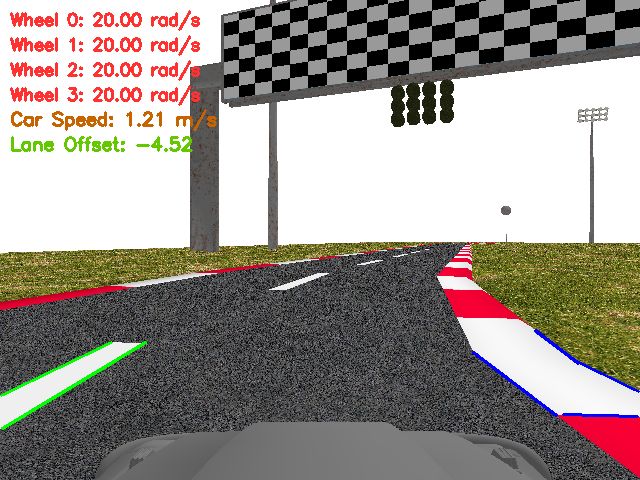 Wheel 0: 20.00 rad/s
Wheel 1: 20.00 rad/s
Wheel 2: 20.00 rad/s
Wheel 3: 20.00 rad/s
Car Speed: 1.21 m/s
Lane Offset: -4.52